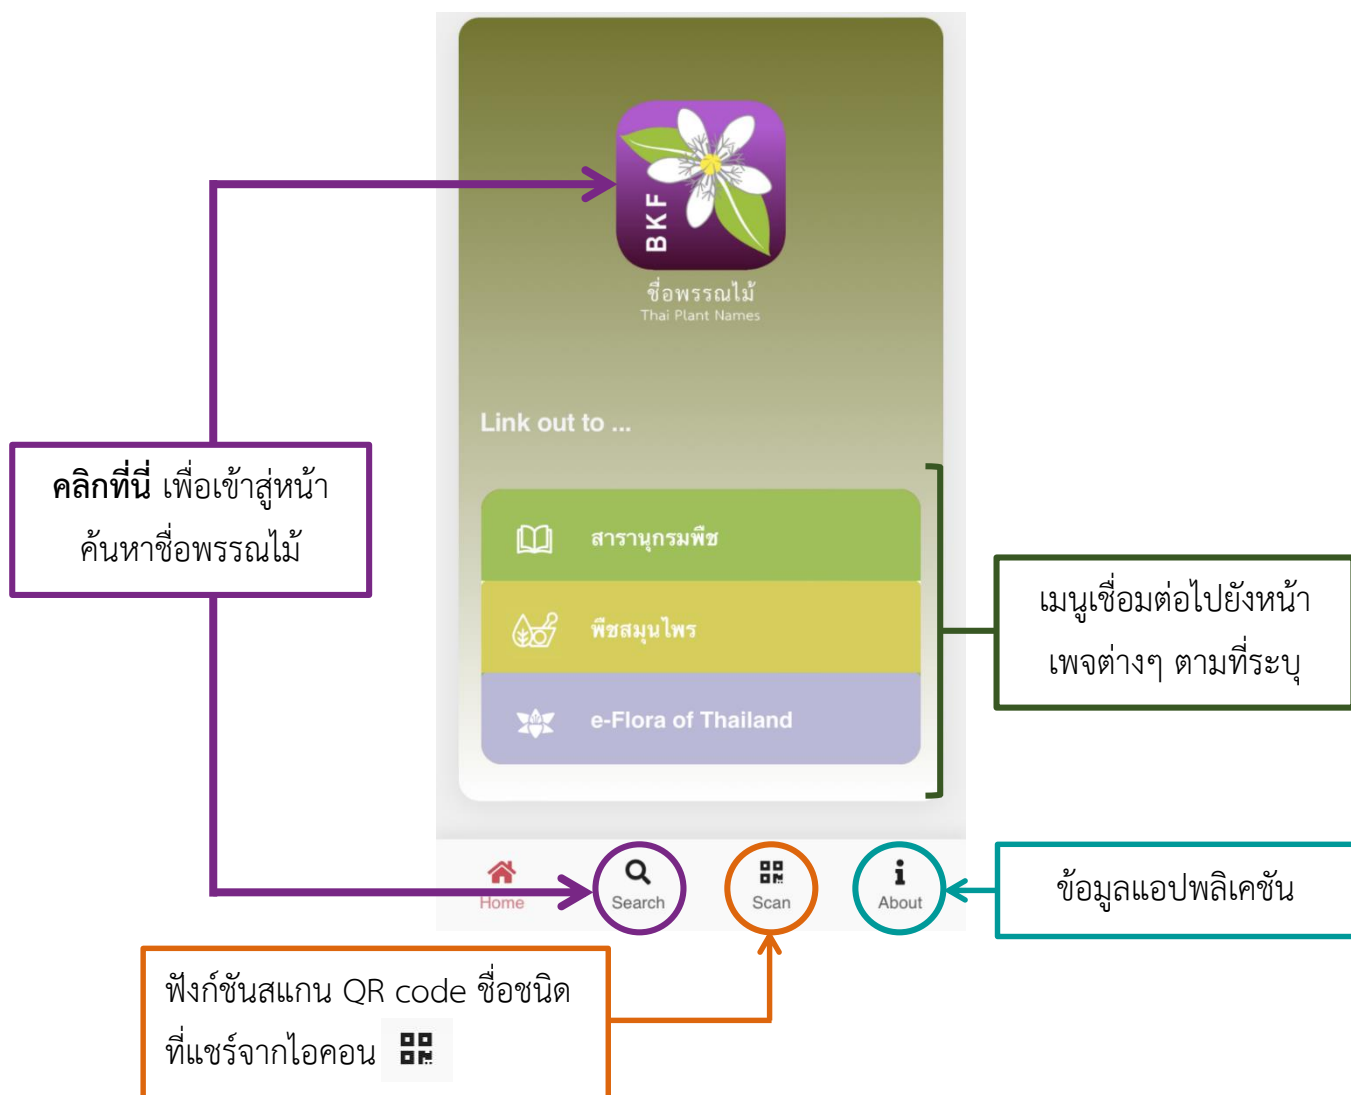 BKF
ชื่อพรรณไม้
Thai Plant Names
Link out to ...
คลิกที่นี่ เพื่อเข้าสู่หน้า
ค้นหาชื่อพรรณไม้
สารานุกรมพืช
พืชสมุนไพร
e-Flora of Thailand
เมนูเชื่อมต่อไปยังหน้า
เพจต่างๆ ตามที่ระบุ
Home
Search
Scan
About
ข้อมูลแอปพลิเคชัน
ฟังก์ชันสแกน QR code ชื่อชนิด
ที่แชร์จากไอคอน